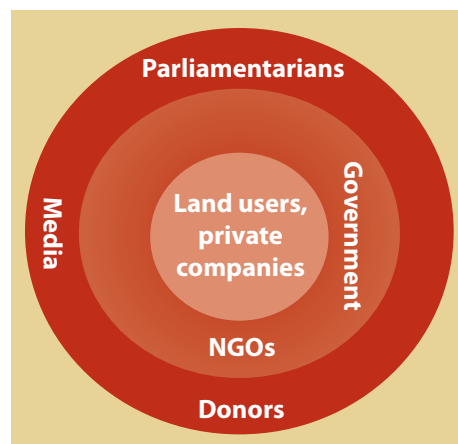 Parliamentarians
Media
Government
Land users,
private
companies
NGOs
Donors